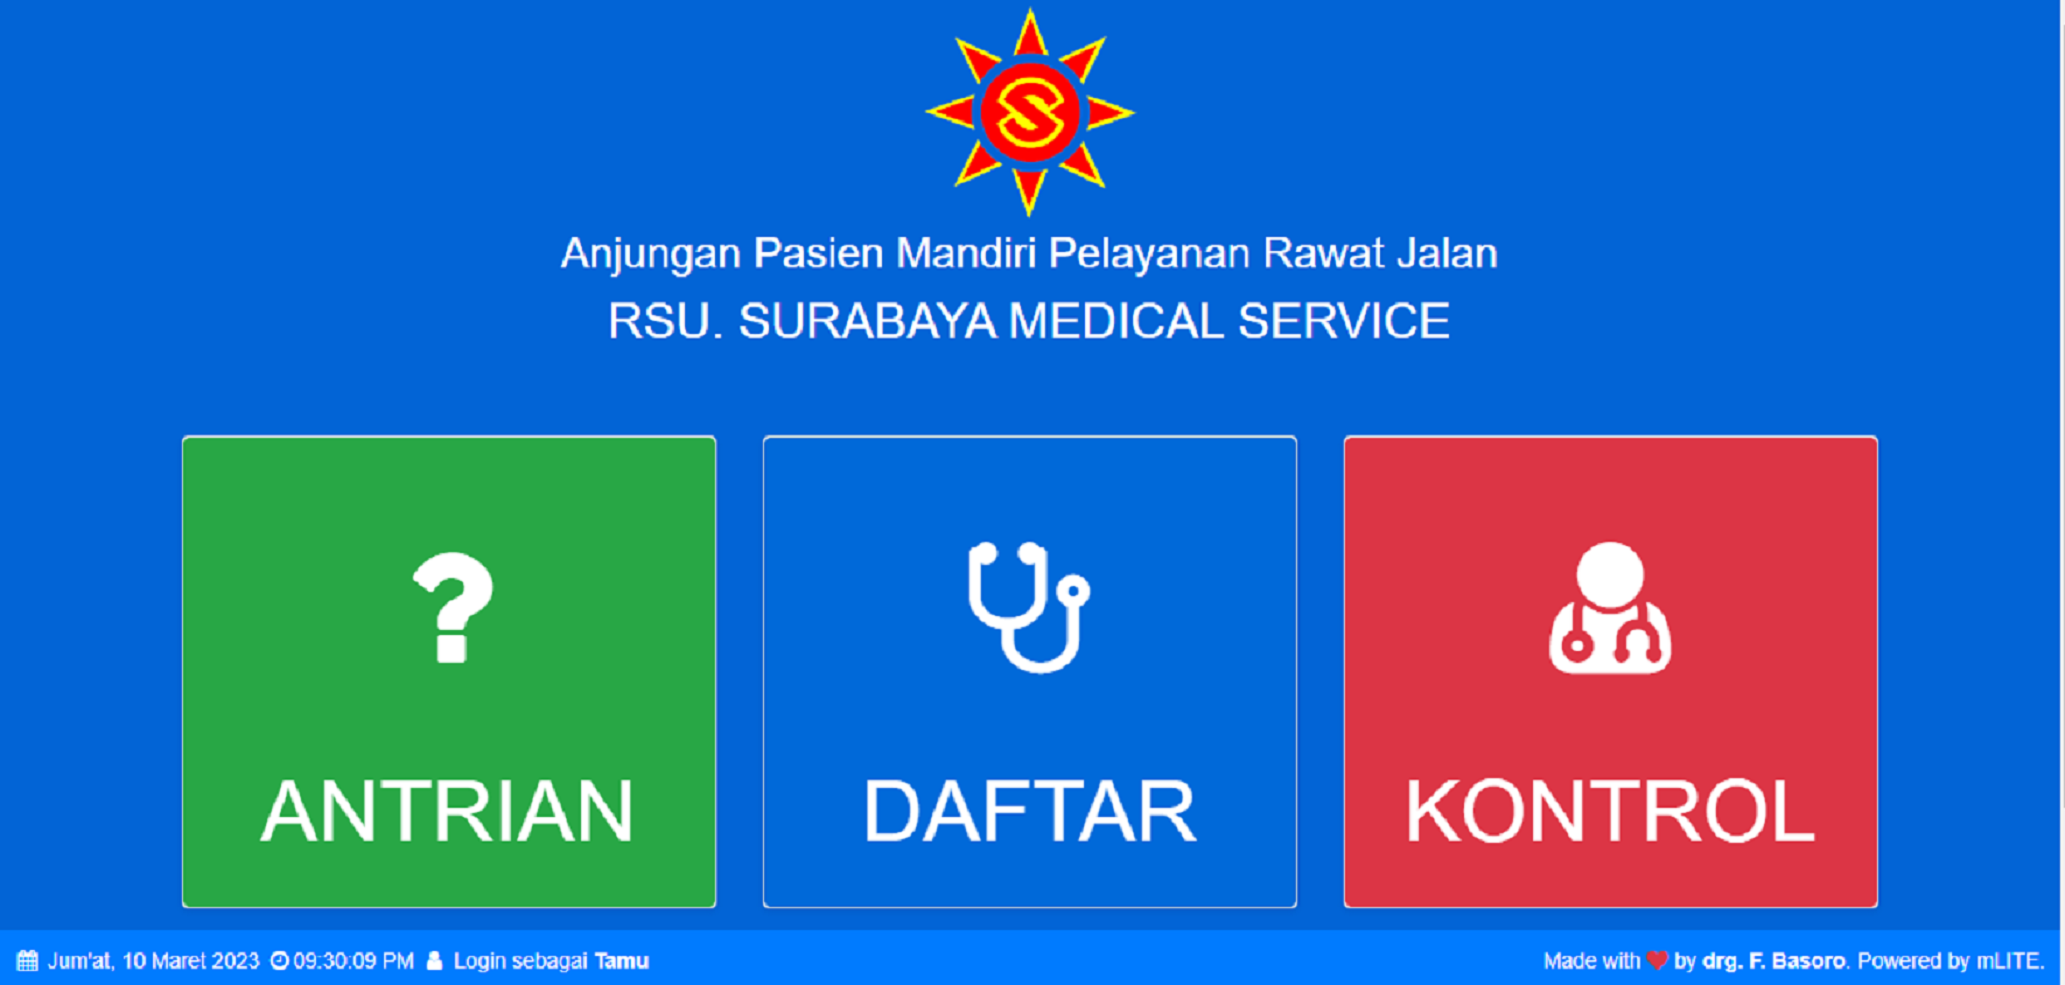 S
Anjungan Pasien Mandiri Pelayanan Rawat Jalan
RSU. SURABAYA MEDICAL SERVICE
?
ANTRIAN
DAFTAR
KONTROL
Jum'at, 10 Maret 2023 09:30:09 PM Login sebagai Tamu
Made with ❤ by drg. F. Basoro. Powered by mLITE.